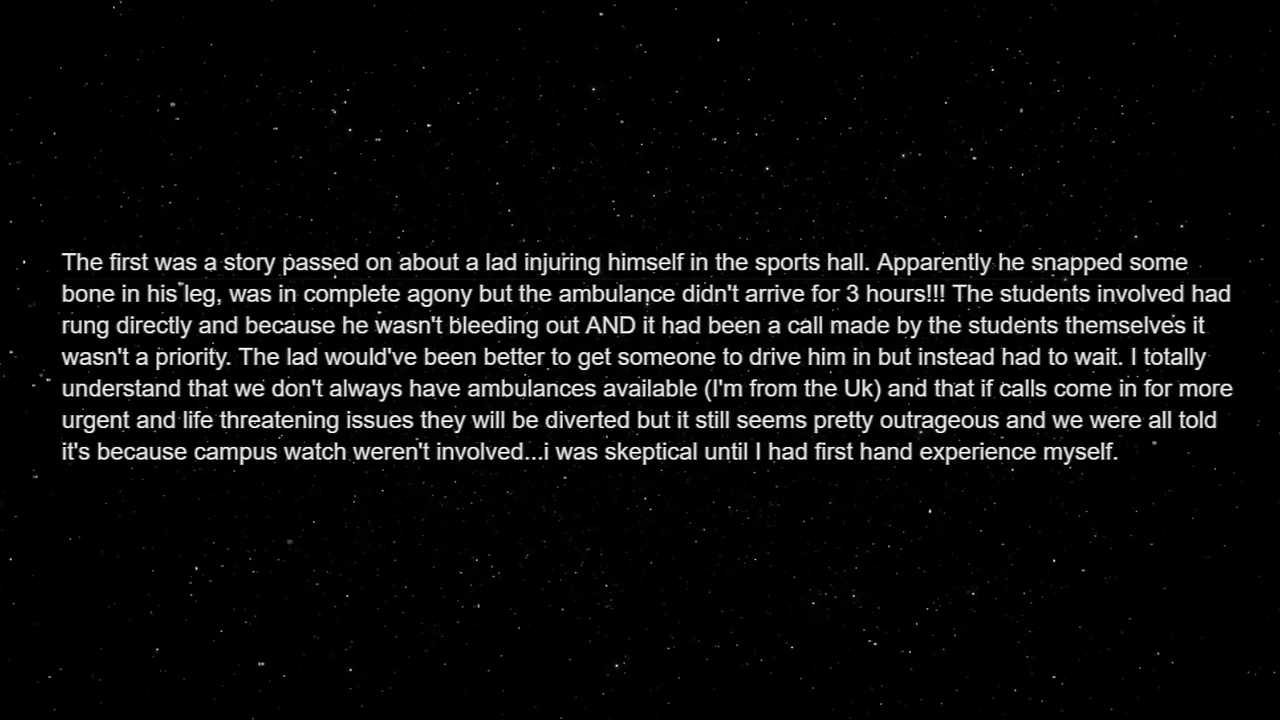 The first was a story passed on about a lad injuring himself in the sports hall. Apparently he snapped some
bone in his leg, was in complete agony but the ambulance didn't arrive for 3 hours!!! The students involved had
rung directly and because he wasn't bleeding out AND it had been a call made by the students themselves it
wasn't a priority. The lad would've been better to get someone to drive him in but instead had to wait. I totally
understand that we don't always have ambulances available (I'm from the Uk) and that if calls come in for more
urgent and life threatening issues they will be diverted but it still seems pretty outrageous and we were all told
it's because campus watch weren't involved...i was skeptical until I had first hand experience myself.